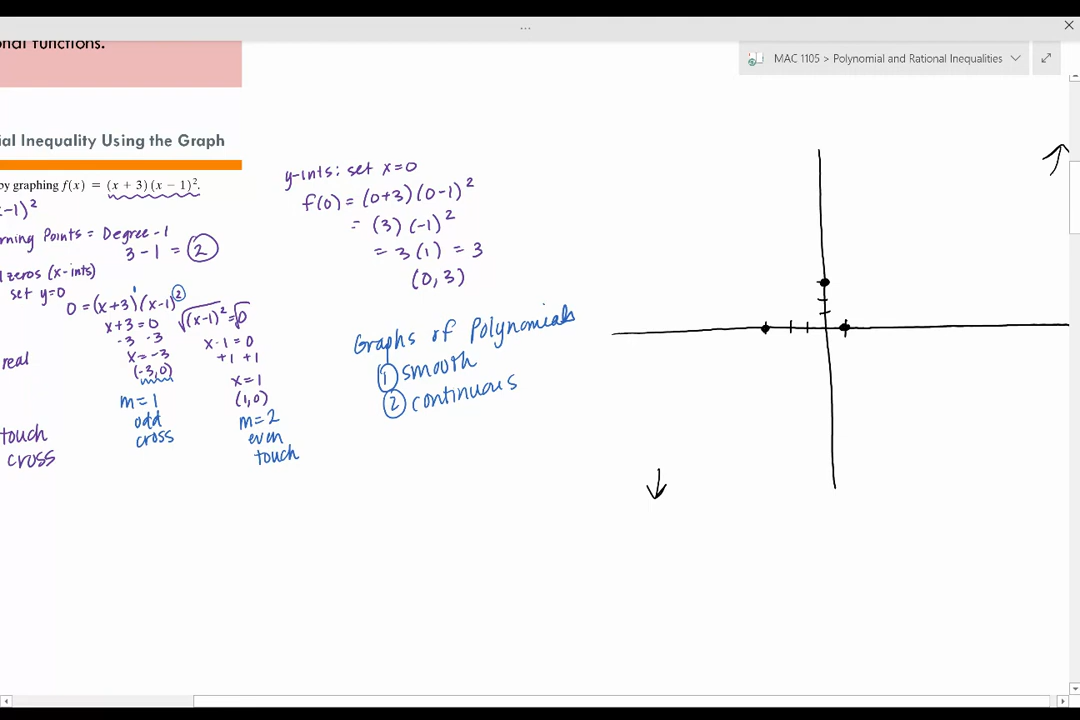 onal functions.
MAC 1105 > Polynomial and Rational Inequalities
ial Inequality Using the Graph
by graphing f(x) = (x + 3)(x − 1)².
x-1)²
rning Points = Degree -1
3 - 1 = 2
l zeros (x-ints)
set y=0
0 = (x+3)¹(x-1)²
x+3=0
-3 -3
x=-3
(-3,0)
m=1
odd
cross
√(x-1)² = √0
x-1=0
+1 +1
x=1
(1,0)
m=2
even
touch
real
touch
cross
y-ints: set x=0
f(0) = (0+3)(0-1)²
= (3)(-1)²
= 3(1) = 3
(0,3)
Graphs of Polynomials
① smooth
② continuous